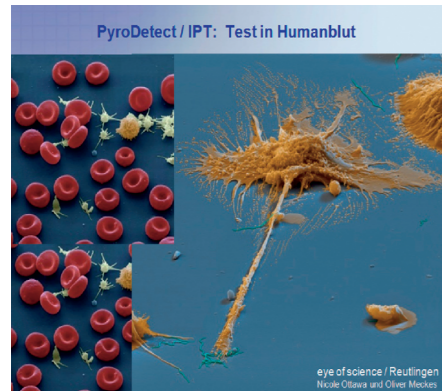 PyroDetect / IPT: Test in Humanblut
eye of science / Reutlingen
Nicole Ottawa und Oliver Meckes